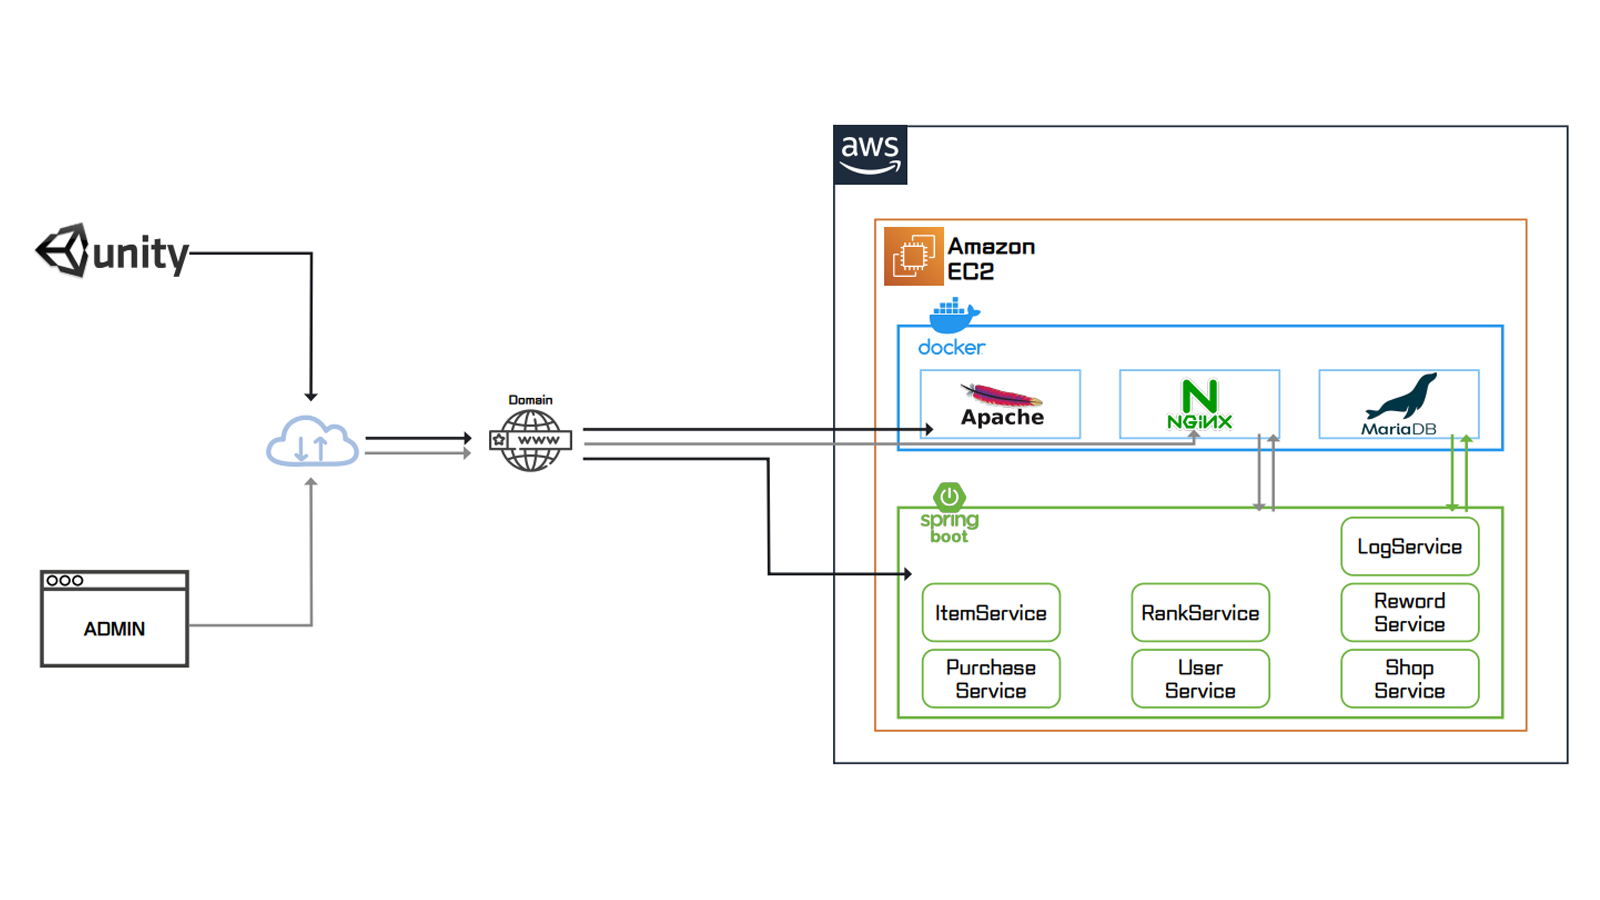 aws
unity
Amazon
EC2
docker
Apache
NGiNX
MariaDB
Domain
www
spring
boot
LogService
ItemService
RankService
Reword
Service
Purchase
Service
User
Service
Shop
Service
ADMIN